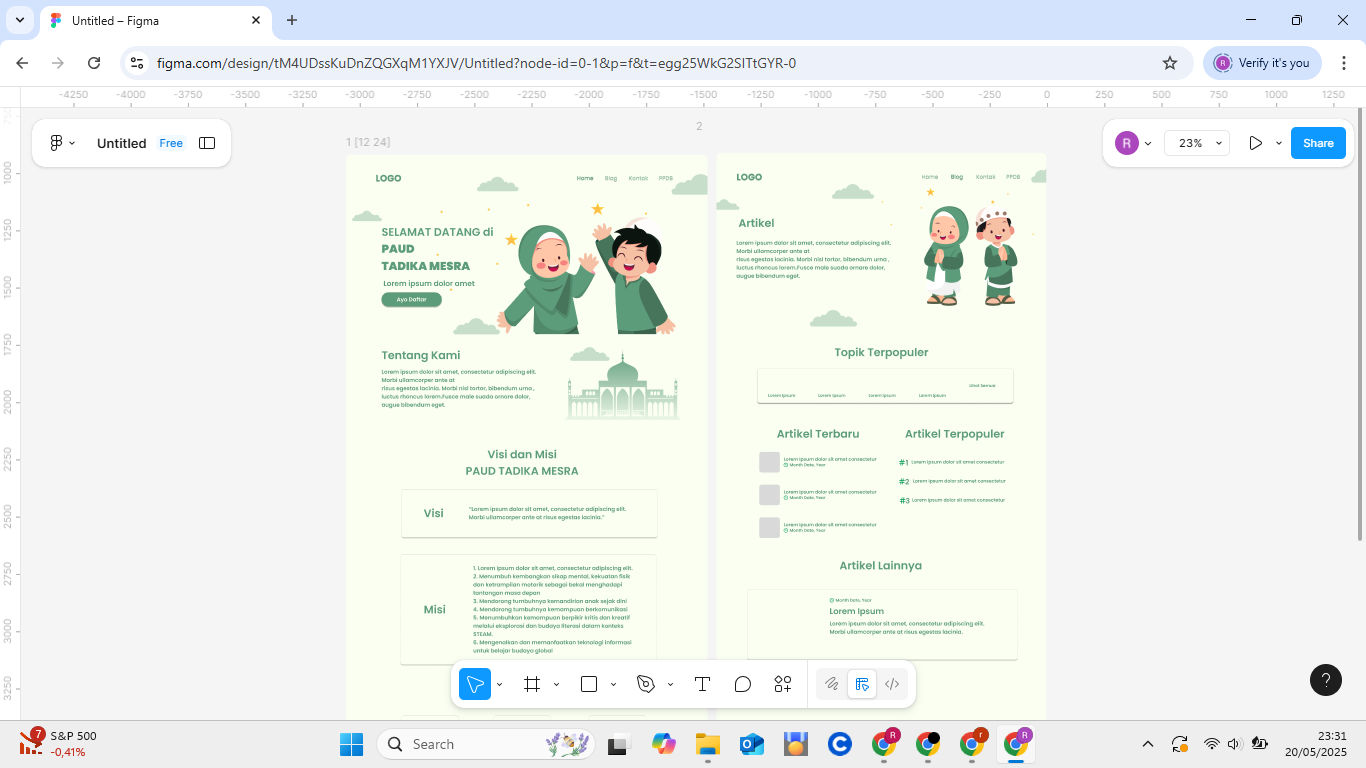 Untitled – Figma
figma.com/design/tM4UDssKuDnZQGXqM1YXJV/Untitled?node-id=0-1&p=f&t=egg25WkG2SITtGYR-0
Verify it's you
-4250 -4000 -3750 -3500 -3250 -3000 -2750 -2500 -2250 -2000 -1750 -1500 -1250 -1000 -750 -500 -250 0 250 500 750 1000 1250
Untitled Free
R 23% Share
1 [12 24]
2
LOGO Home Blog Kontak PPDB
SELAMAT DATANG di
PAUD
TADIKA MESRA
Lorem ipsum dolor amet
Ayo Daftar
Tentang Kami
Lorem ipsum dolor sit amet, consectetur adipiscing elit.
Morbi ullamcorper ante at
risus egestas lacinia. Morbi nisl tortor, bibendum urna ,
luctus rhoncus lorem.Fusce male suada ornare dolor,
augue bibendum eget.
Visi dan Misi
PAUD TADIKA MESRA
Visi
"Lorem ipsum dolor sit amet, consectetur adipiscing elit.
Morbi ullamcorper ante at risus egestas lacinia."
Misi
1. Lorem ipsum dolor sit amet, consectetur adipiscing elit.
2. Menumbuh kembangkan sikap mental, kekuatan fisik
dan ketrampilan motorik sebagai bekal menghadapi
tantangan masa depan
3. Mendorong tumbuhnya kemandirian anak sejak dini
4. Mendorong tumbuhnya kemampuan berkomunikasi
5. Menumbuhkan kemampuan berpikir kritis dan kreatif
melalui eksplorasi dan budaya literasi dalam konteks
STEAM.
6. Mengenalkan dan memanfaatkan teknologi informasi
untuk belajar budaya global
LOGO Home Blog Kontak PPDB
Artikel
Lorem ipsum dolor sit amet, consectetur adipiscing elit.
Morbi ullamcorper ante at
risus egestas lacinia. Morbi nisl tortor, bibendum urna ,
luctus rhoncus lorem.Fusce male suada ornare dolor,
augue bibendum eget.
Topik Terpopuler
Lihat Semua
Lorem Ipsum Lorem Ipsum Lorem Ipsum Lorem Ipsum
Artikel Terbaru
Lorem ipsum dolor sit amet consectetur
Month Date, Year
Lorem ipsum dolor sit amet consectetur
Month Date, Year
Lorem ipsum dolor sit amet consectetur
Month Date, Year
Artikel Terpopuler
#1 Lorem ipsum dolor sit amet consectetur
#2 Lorem ipsum dolor sit amet consectetur
#3 Lorem ipsum dolor sit amet consectetur
Artikel Lainnya
Month Date, Year
Lorem Ipsum
Lorem ipsum dolor sit amet, consectetur adipiscing elit.
Morbi ullamcorper ante at risus egestas lacinia.
1000
1250
1500
1750
2000
2250
2500
2750
3000
3250
7
S&P 500
-0,41%
Search
23:31
20/05/2025